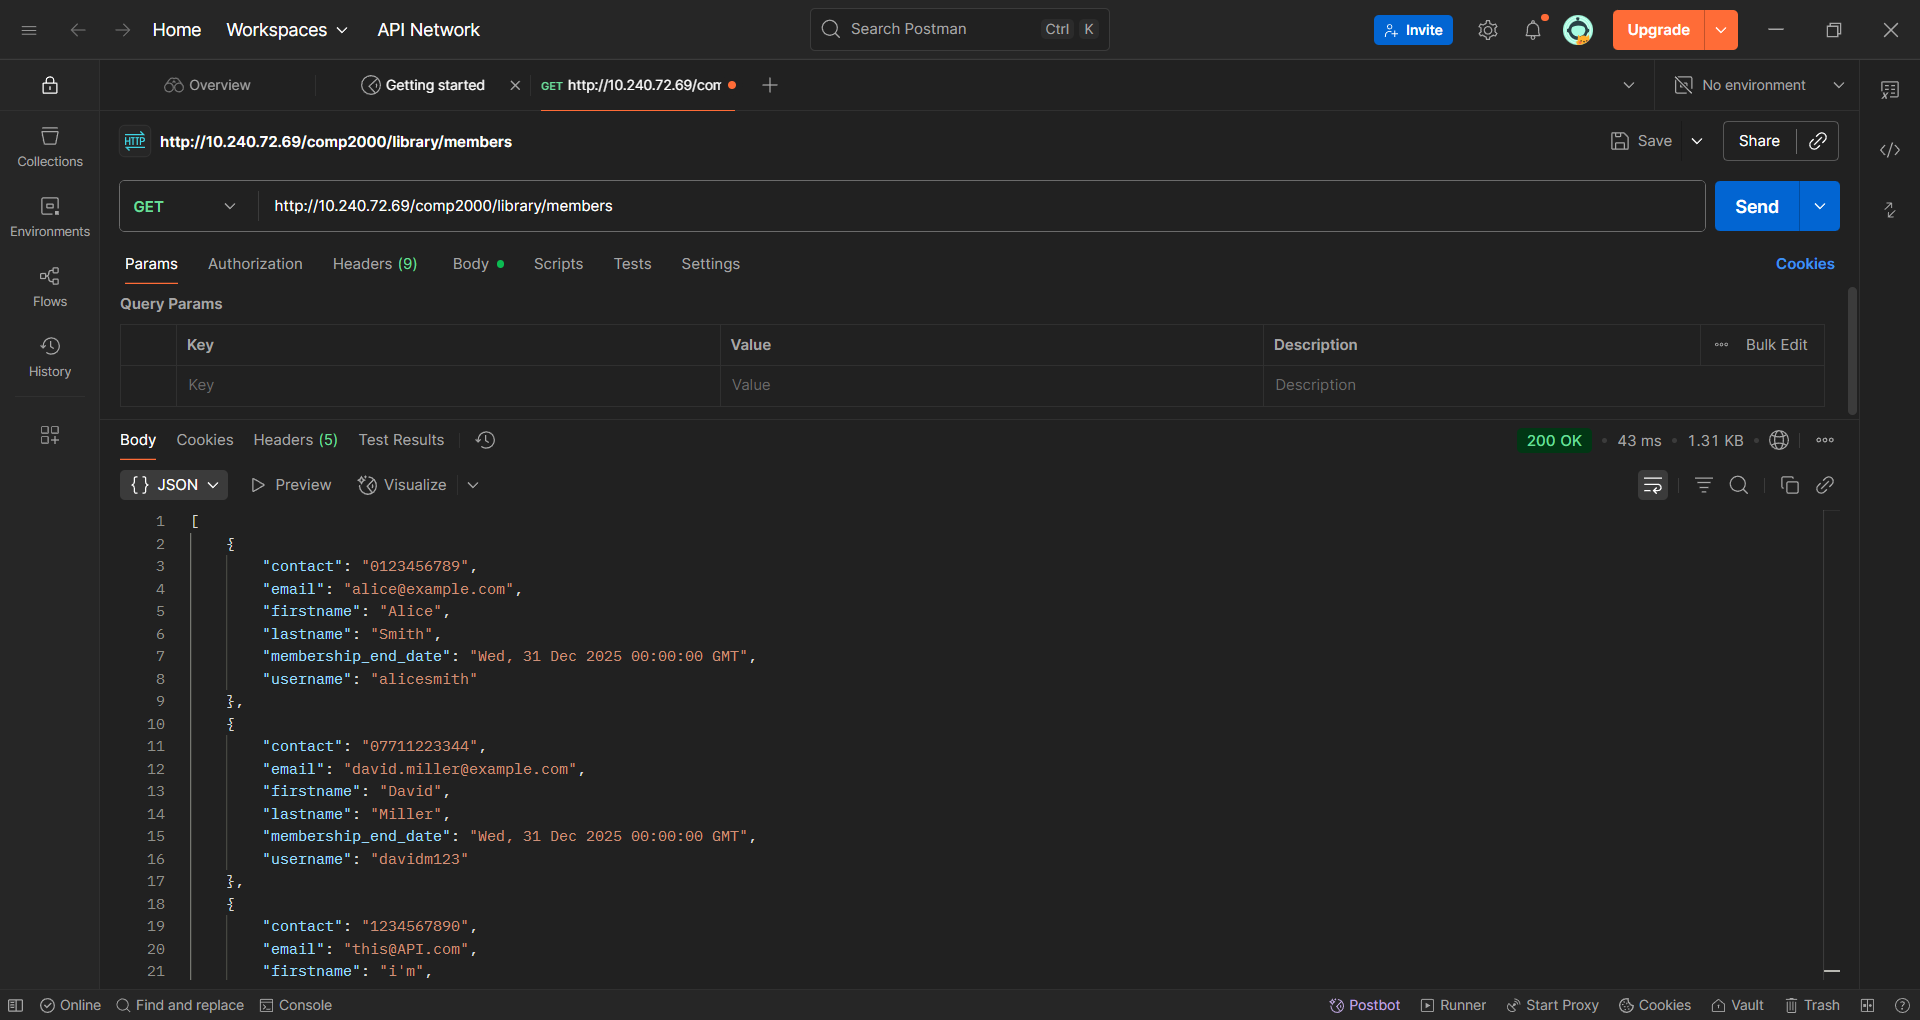 Home Workspaces API Network Search Postman Ctrl K Invite Upgrade
Overview Getting started GET http://10.240.72.69/com No environment
HTTP http://10.240.72.69/comp2000/library/members Save Share
Collections
Environments
Flows
History
GET http://10.240.72.69/comp2000/library/members Send
Params Authorization Headers (9) Body Scripts Tests Settings Cookies
Query Params
Key Value Description Bulk Edit
Key Value Description
Body Cookies Headers (5) Test Results 200 OK 43 ms 1.31 KB
{} JSON Preview Visualize
1 [
2 {
3 "contact": "0123456789",
4 "email": "alice@example.com",
5 "firstname": "Alice",
6 "lastname": "Smith",
7 "membership_end_date": "Wed, 31 Dec 2025 00:00:00 GMT",
8 "username": "alicesmith"
9 },
10 {
11 "contact": "07711223344",
12 "email": "david.miller@example.com",
13 "firstname": "David",
14 "lastname": "Miller",
15 "membership_end_date": "Wed, 31 Dec 2025 00:00:00 GMT",
16 "username": "davidm123"
17 },
18 {
19 "contact": "1234567890",
20 "email": "this@API.com",
21 "firstname": "i'm",
Online Find and replace Console Postbot Runner Start Proxy Cookies Vault Trash